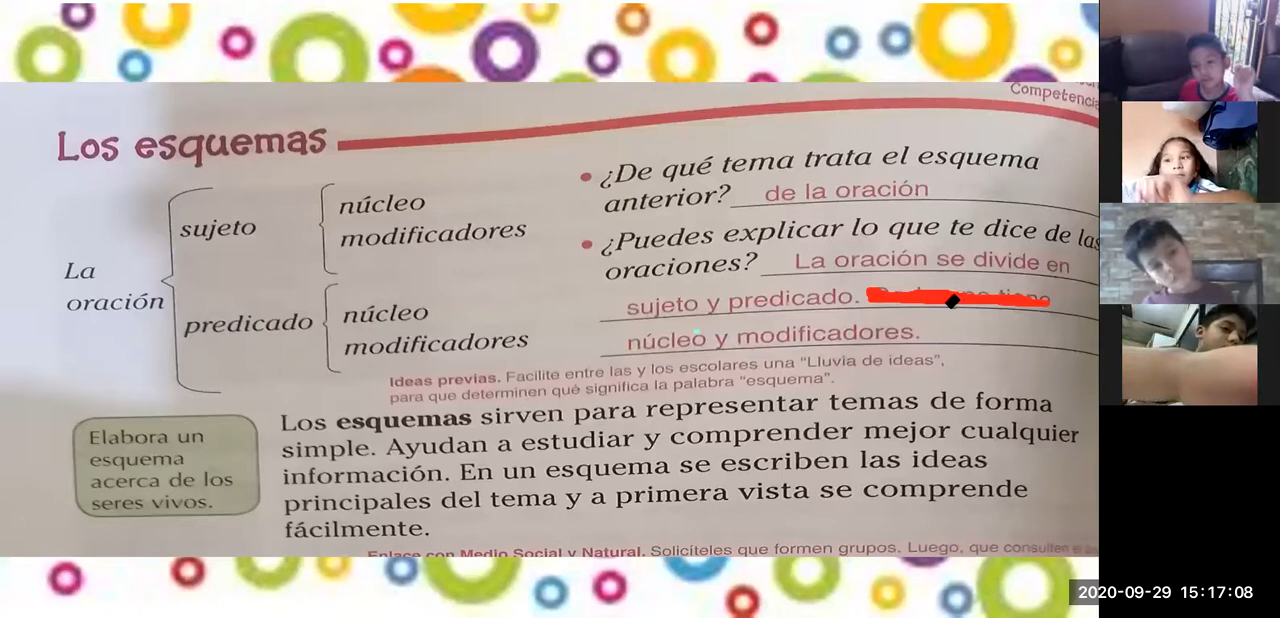 Competencia
Los esquemas
La
oración
sujeto
núcleo
modificadores
predicado
núcleo
modificadores
• ¿De qué tema trata el esquema
anterior? de la oración
• ¿Puedes explicar lo que te dice de las
oraciones? La oración se divide en
sujeto y predicado.
núcleo y modificadores.
Ideas previas. Facilite entre las y los escolares una “Lluvia de ideas”,
para que determinen qué significa la palabra “esquema”.
Elabora un
esquema
acerca de los
seres vivos.
Los esquemas sirven para representar temas de forma
simple. Ayudan a estudiar y comprender mejor cualquier
información. En un esquema se escriben las ideas
principales del tema y a primera vista se comprende
fácilmente.
Enlace con Medio Social y Natural. Solicíteles que formen grupos. Luego, que consulten
2020-09-29 15:17:08